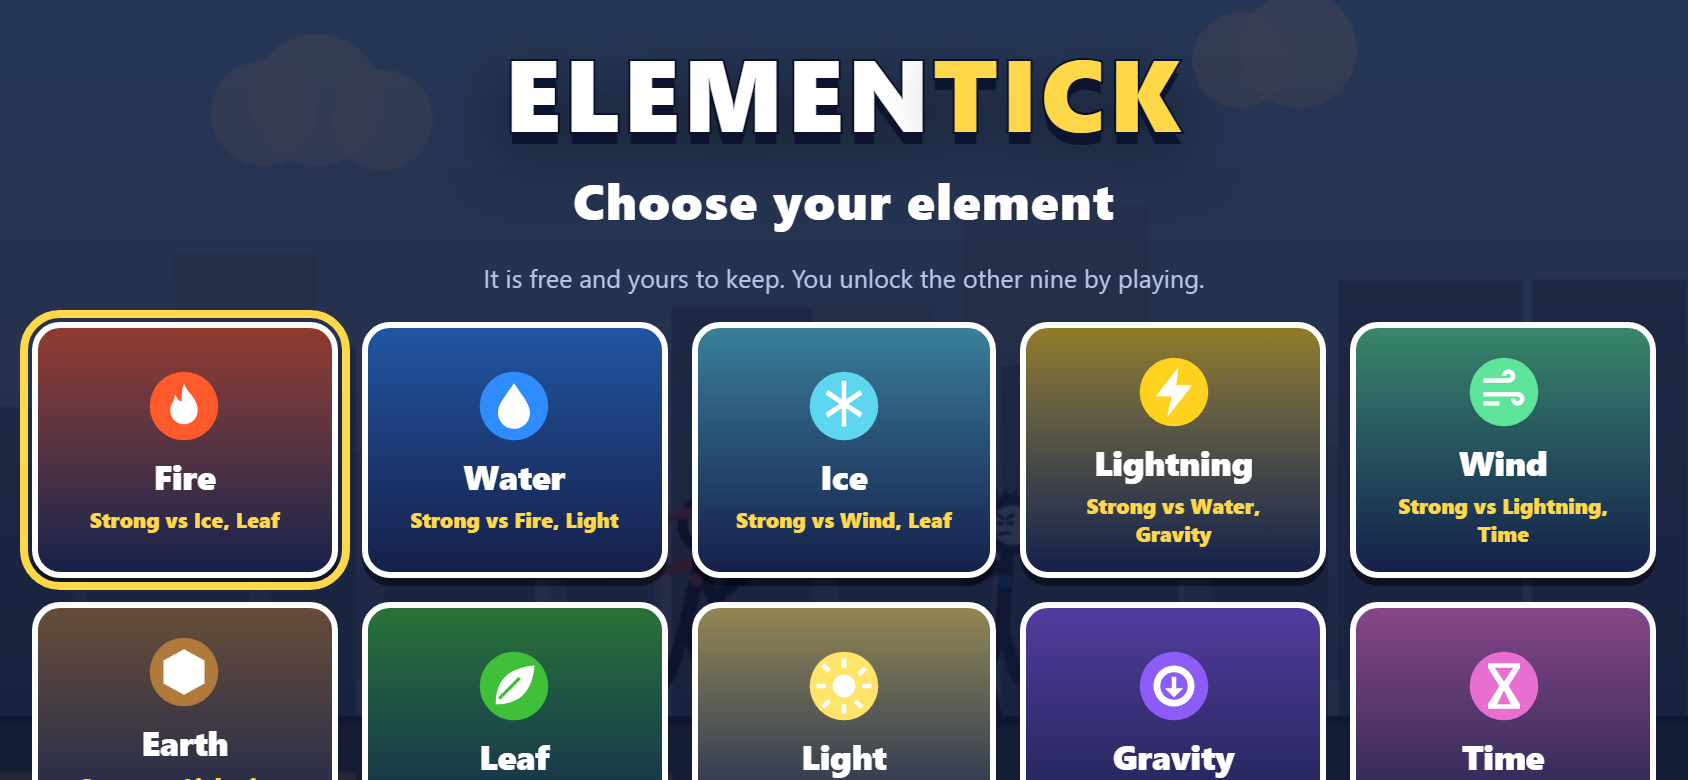 ELEMENTICK
Choose your element
It is free and yours to keep. You unlock the other nine by playing.
Fire
Strong vs Ice, Leaf
Water
Strong vs Fire, Light
Ice
Strong vs Wind, Leaf
Lightning
Strong vs Water,
Gravity
Wind
Strong vs Lightning,
Time
Earth
Leaf
Light
Gravity
Time